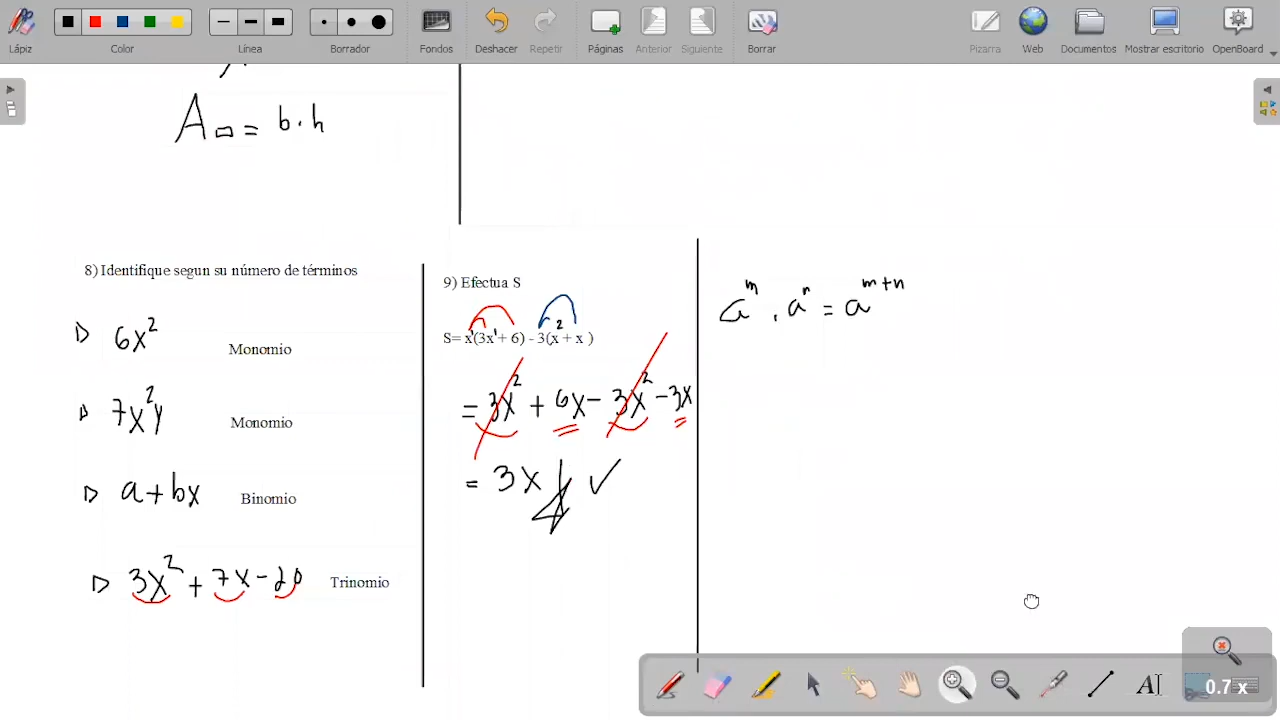 Lápiz Color Línea Borrador Fondos Deshacer Repetir Páginas Anterior Siguiente Borrar Pizarra Web Documentos Mostrar escritorio OpenBoard
A▭ = b·h
8) Identifique segun su número de términos
▷ 6x² Monomio
▷ 7x²y Monomio
▷ a+bx Binomio
▷ 3x² + 7x - 20 Trinomio
9) Efectua S
S= x¹(3x¹+ 6) - 3(x² + x )
= 3x² + 6x - 3x² - 3x
= 3x ✓
aᵐ . aⁿ = aᵐ⁺ⁿ
0.7 x